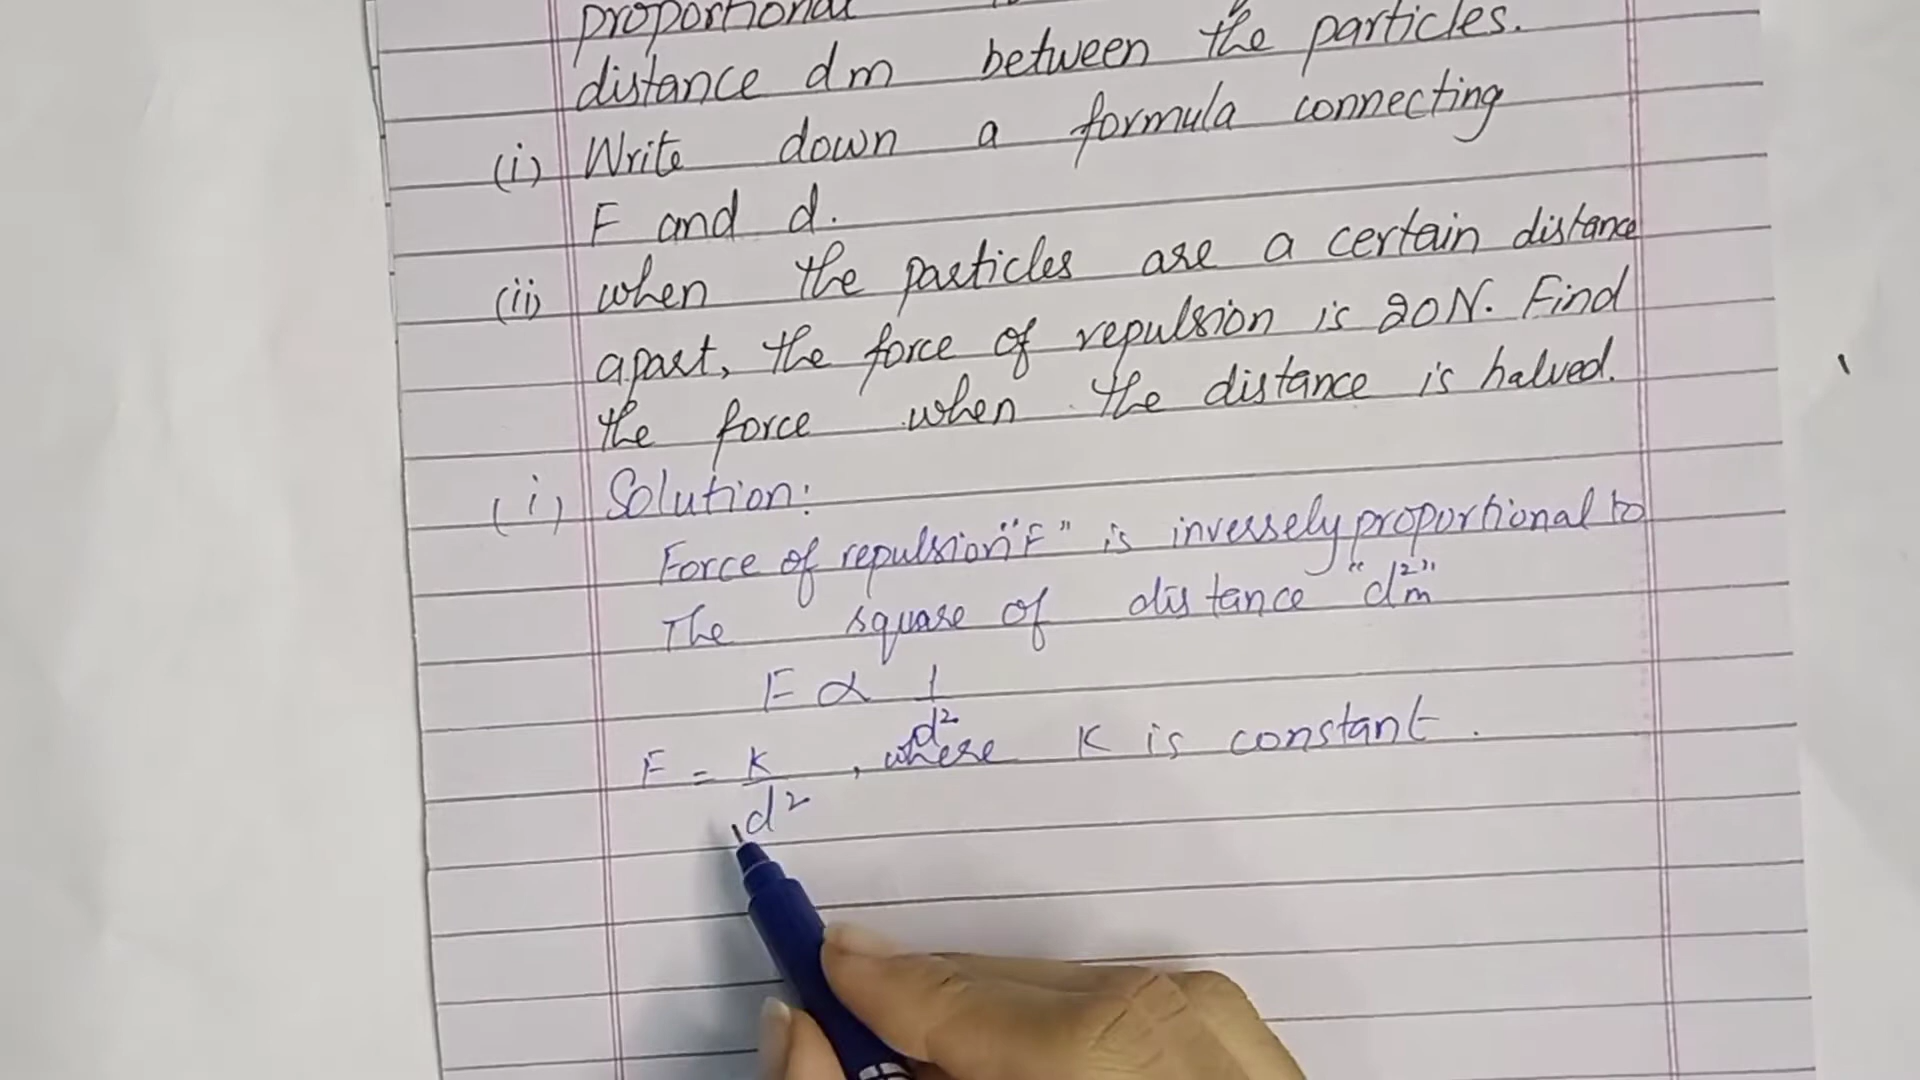 proportional
distance dm between the particles.
(i) Write down a formula connecting
F and d.
(ii) when the particles are a certain distance
apart, the force of repulsion is 20N. Find
the force when the distance is halved.
(i) Solution:
Force of repulsion "F" is inversely proportional to
The square of distance "d²m"
F ∝ 1/d²
F = K/d² , where K is constant.